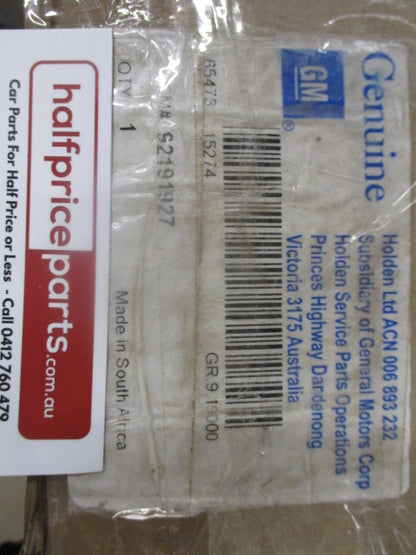 Genuine
GM
®
Holden Ltd ACN 006 893 232
Subsidiary of General Motors Corp
Holden Service Parts Operations
Princes Highway Dandenong
Victoria 3175 Australia
65473 15274 GR 9
92191927
QTY 1 Made in South Africa
halfpriceparts.com.au
Car Parts For Half Price or Less - Call 0412 760 479